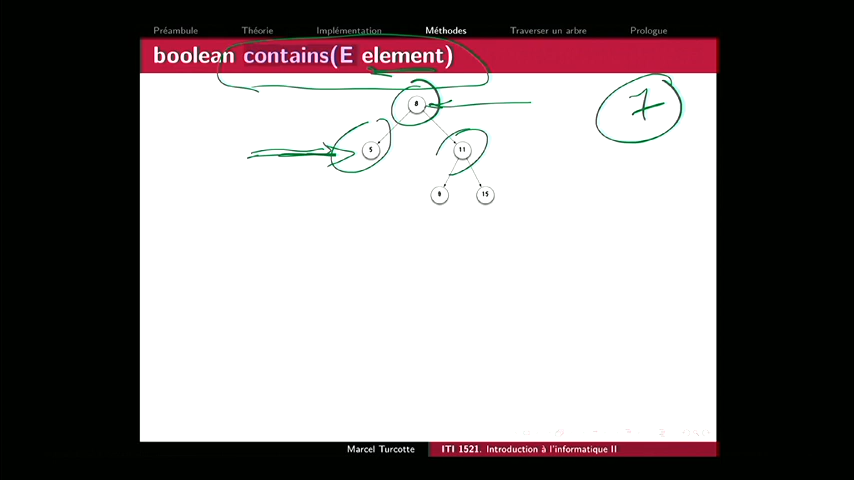 Préambule Théorie Implémentation Méthodes Traverser un arbre Prologue
boolean contains(E element)
8
7
5 11
9 15
Marcel Turcotte ITI 1521. Introduction à l'informatique II